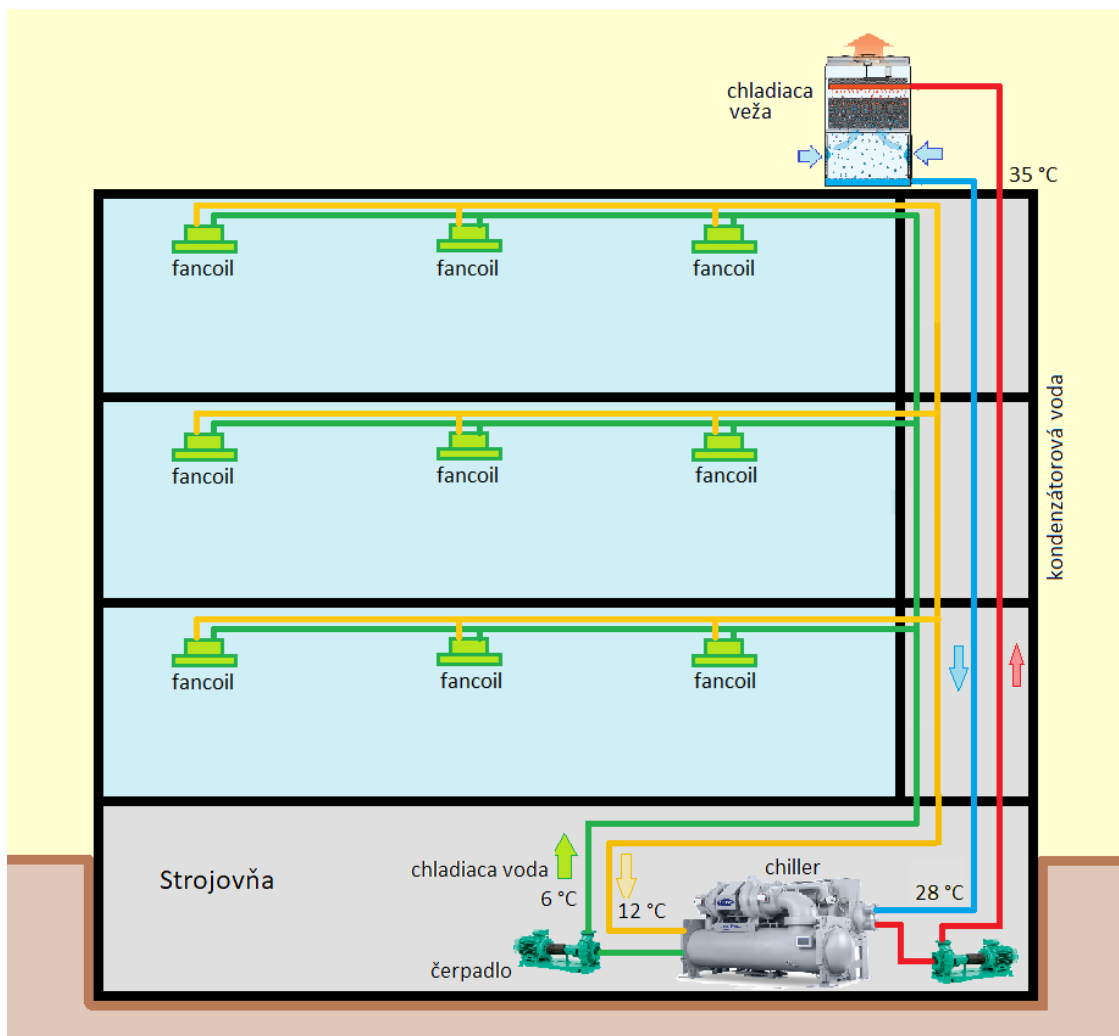 chladiaca
veža
35 °C
fancoil
fancoil
fancoil
kondenzátorová voda
fancoil
fancoil
fancoil
fancoil
fancoil
fancoil
Strojovňa
chladiaca voda
6 °C
12 °C
chiller
28 °C
čerpadlo